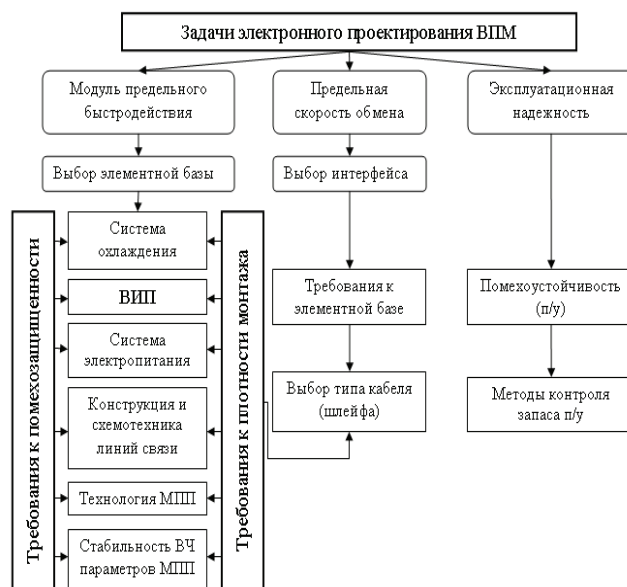 Задачи электронного проектирования ВПМ
Модуль предельного
быстродействия
Предельная
скорость обмена
Эксплуатационная
надежность
Выбор элементной базы
Выбор интерфейса
Требования к помехозащищенности
Система
охлаждения
ВИП
Система
электропитания
Конструкция и
схемотехника
линий связи
Технология МПП
Стабильность ВЧ
параметров МПП
Требования к плотности монтажа
Требования к
элементной базе
Выбор типа кабеля
(шлейфа)
Помехоустойчивость
(п/у)
Методы контроля
запаса п/у